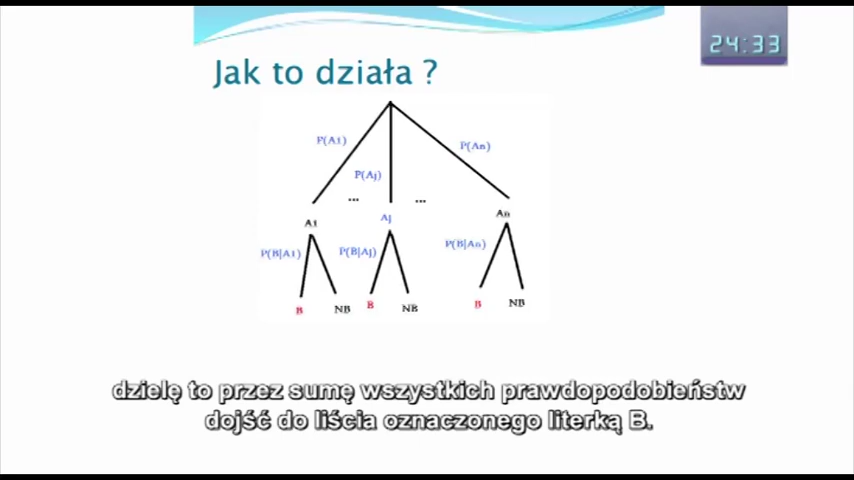 24:33
Jak to działa ?
P(A1)
P(An)
P(Aj)
... ...
A1 Aj An
P(B|A1) P(B|Aj) P(B|An)
B NB B NB B NB
dzielę to przez sumę wszystkich prawdopodobieństw
dojść do liścia oznaczonego literką B.